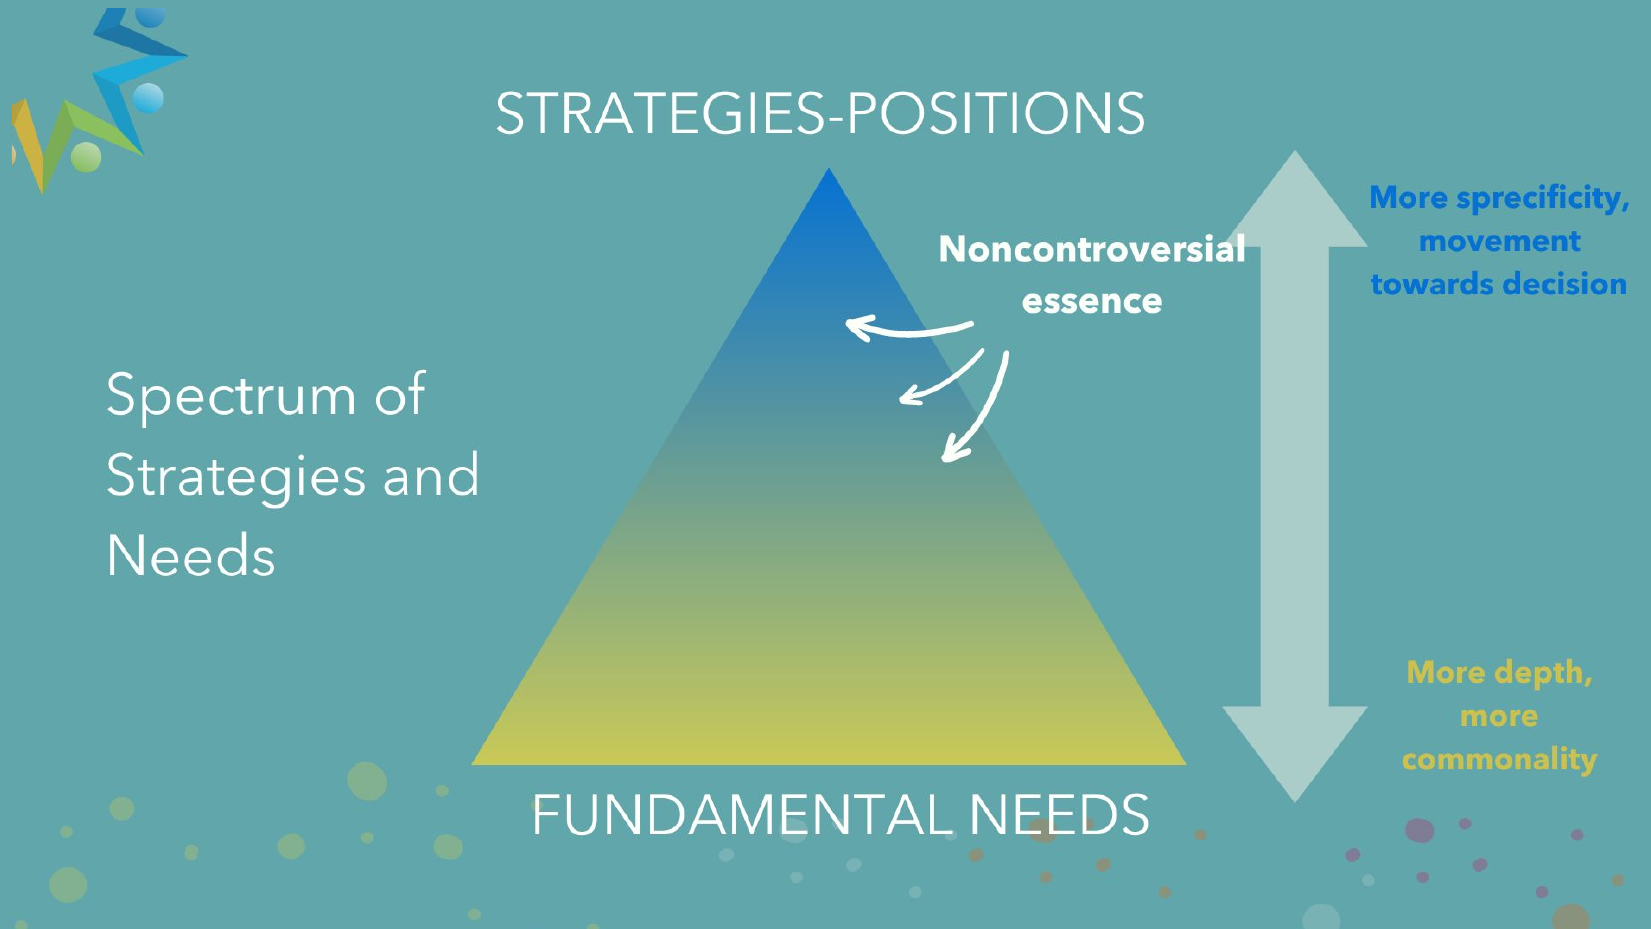 STRATEGIES-POSITIONS
More sprecificity,
movement
towards decision
Noncontroversial
essence
Spectrum of
Strategies and
Needs
More depth,
more
commonality
FUNDAMENTAL NEEDS